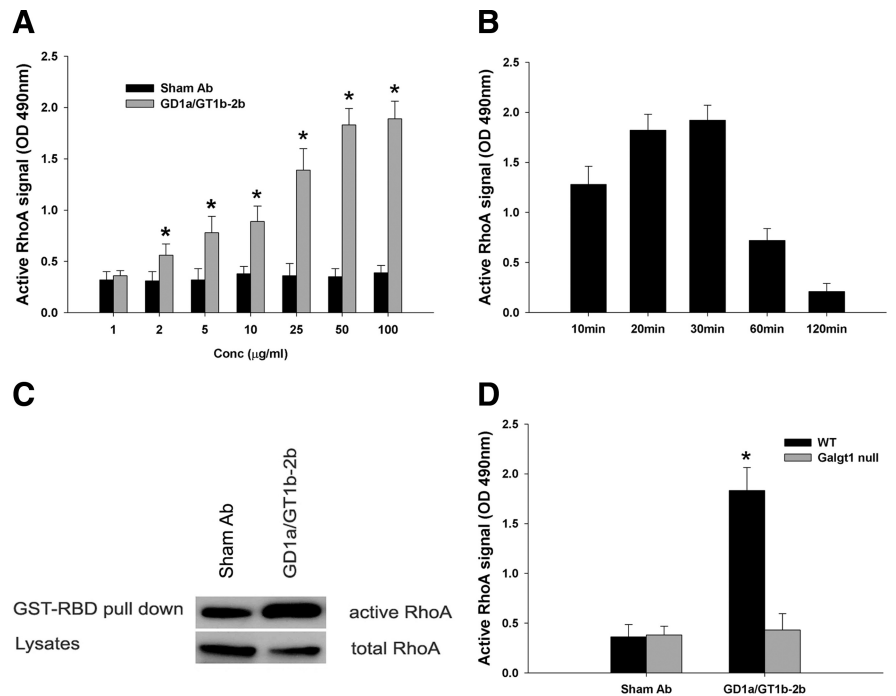 A
Active RhoA signal (OD 490nm)
2.5
2.0
1.5
1.0
0.5
0.0
Sham Ab
GD1a/GT1b-2b
*
*
*
*
*
*
1 2 5 10 25 50 100
Conc (µg/ml)
B
Active RhoA signal (OD 490nm)
2.5
2.0
1.5
1.0
0.5
0.0
10min 20min 30min 60min 120min
C
Sham Ab
GD1a/GT1b-2b
GST-RBD pull down active RhoA
Lysates total RhoA
D
Active RhoA signal (OD 490nm)
2.5
2.0
1.5
1.0
0.5
0.0
WT
Galgt1 null
*
Sham Ab GD1a/GT1b-2b